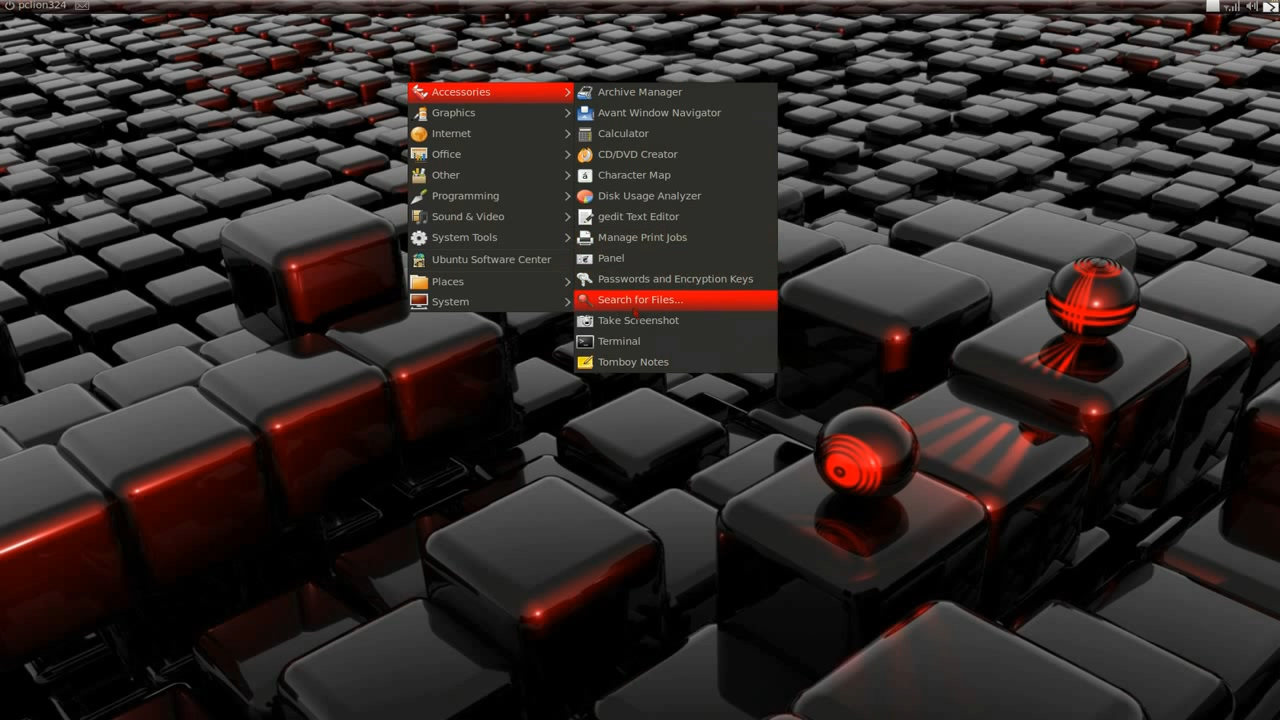 pclion324
Accessories
Graphics
Internet
Office
Other
Programming
Sound & Video
System Tools
Ubuntu Software Center
Places
System
Archive Manager
Avant Window Navigator
Calculator
CD/DVD Creator
Character Map
Disk Usage Analyzer
gedit Text Editor
Manage Print Jobs
Panel
Passwords and Encryption Keys
Search for Files...
Take Screenshot
Terminal
Tomboy Notes